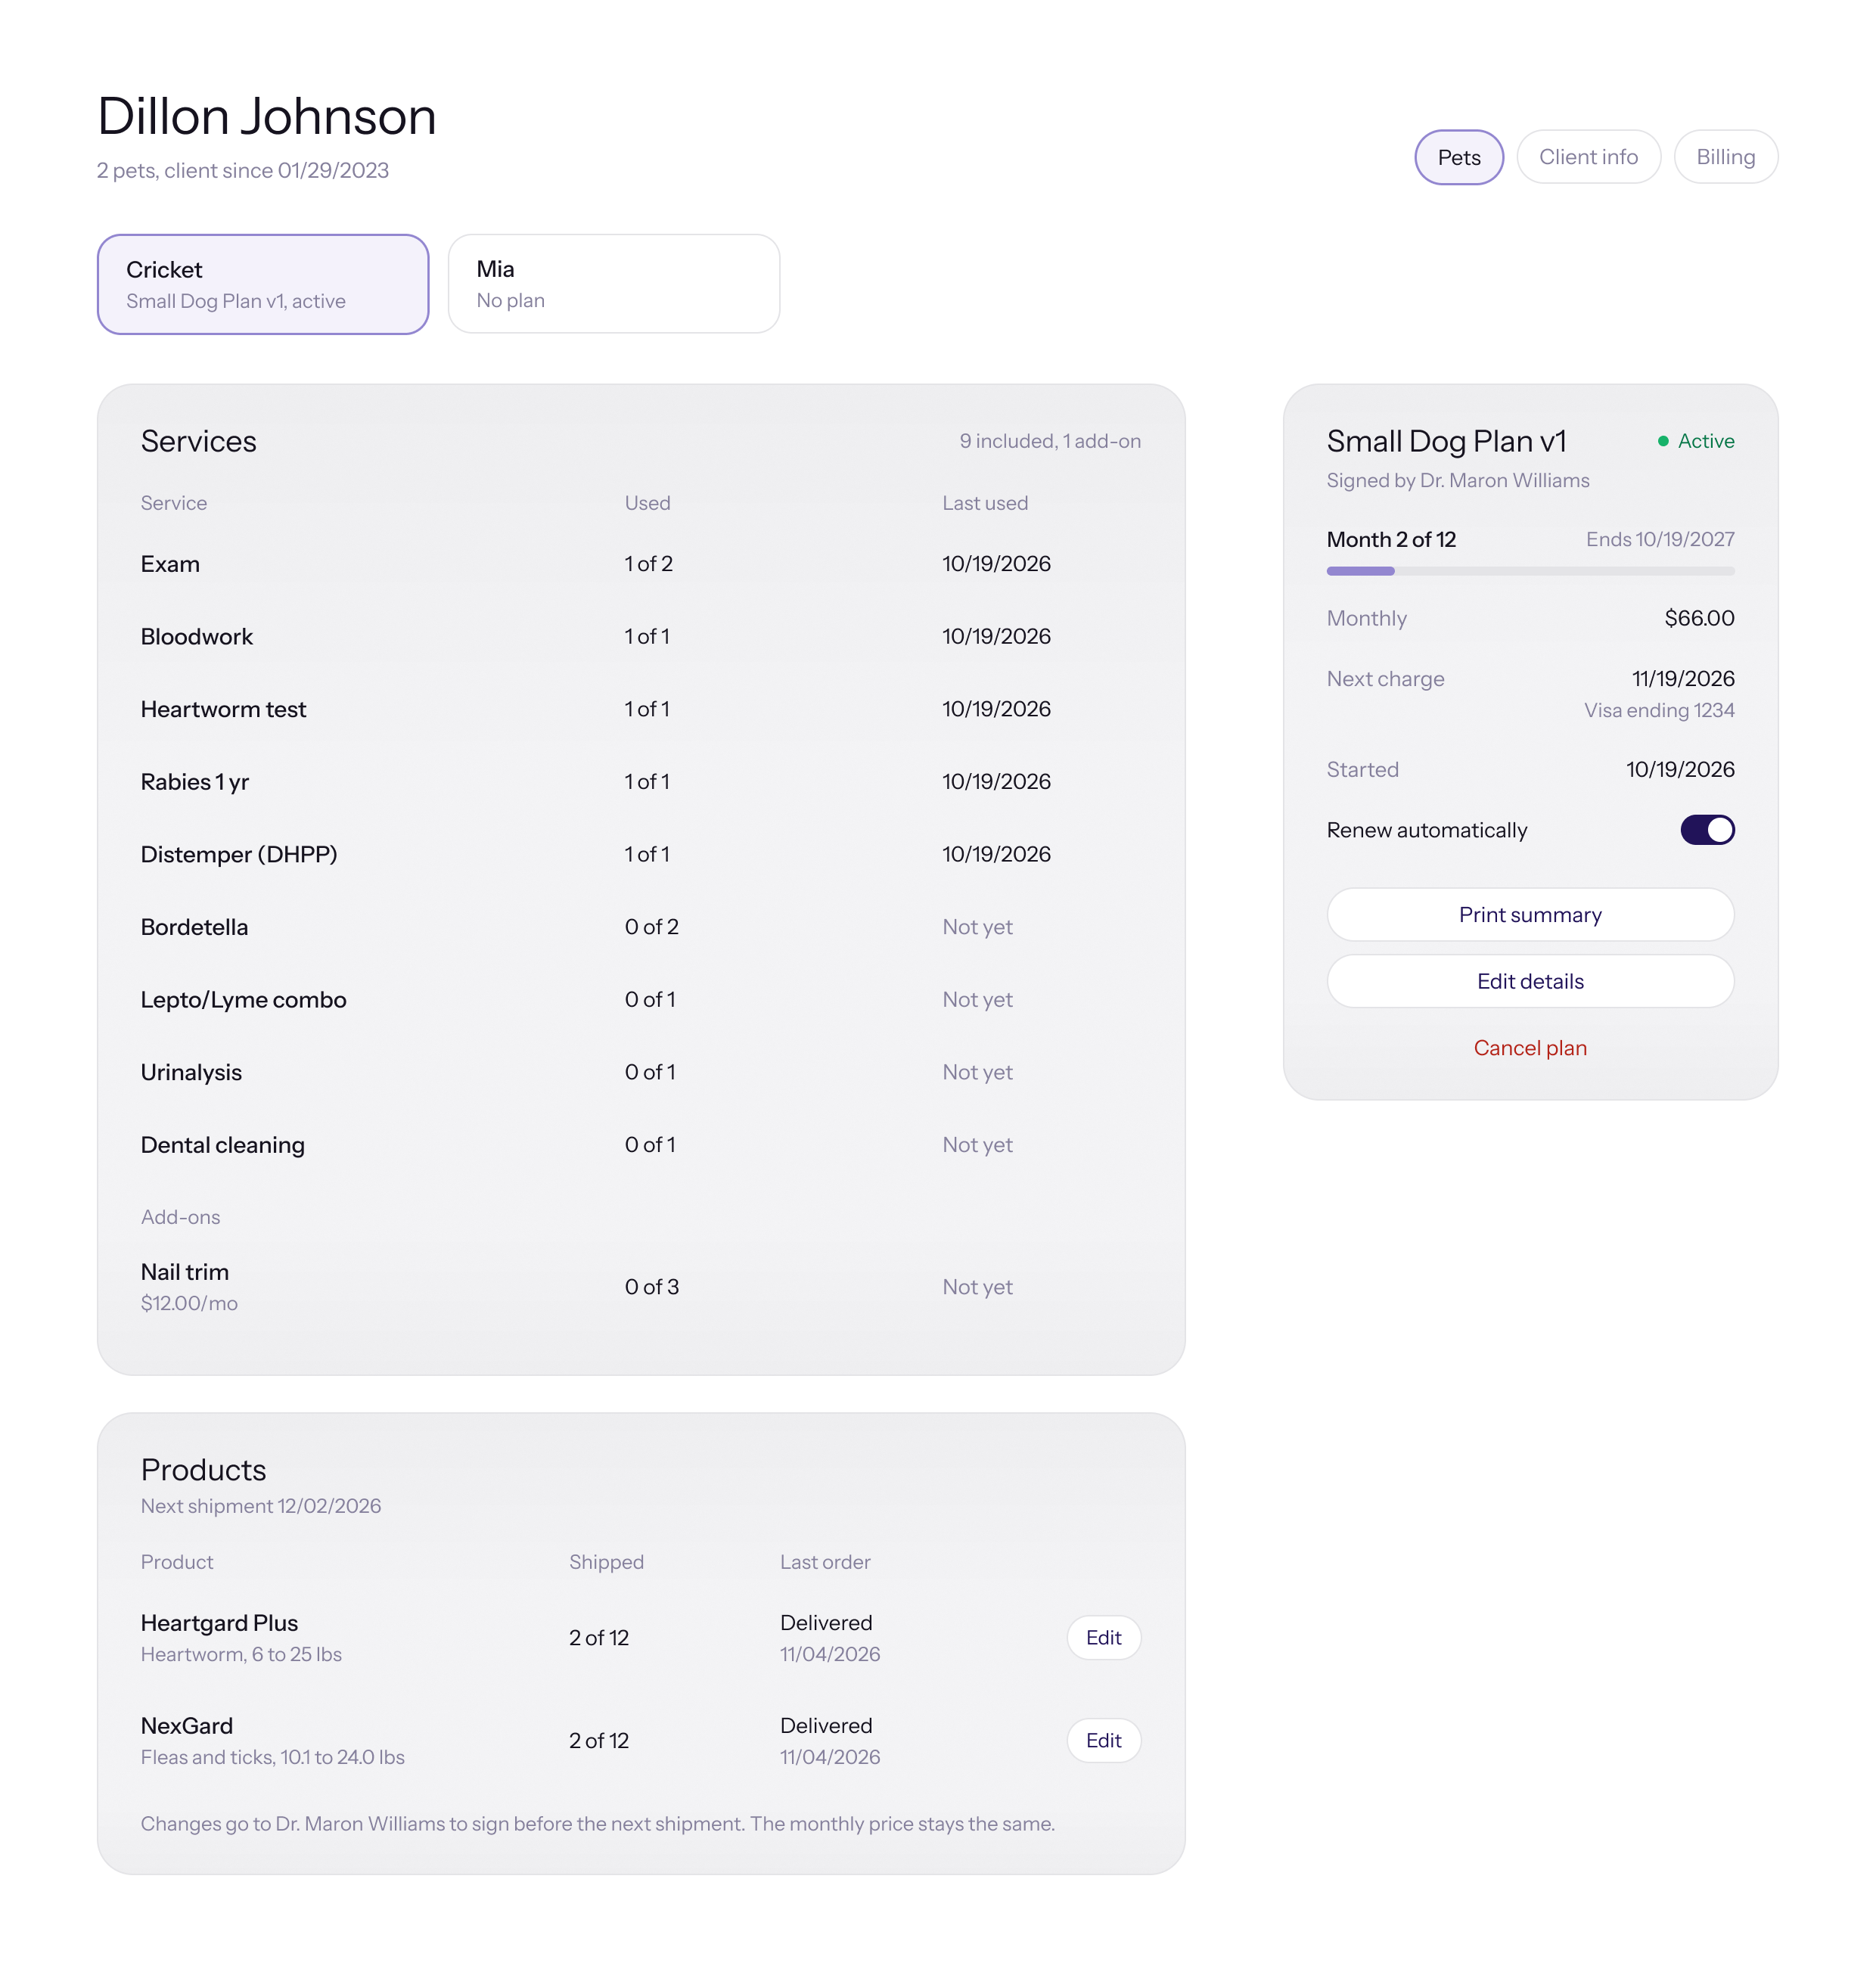 Dillon Johnson
2 pets, client since 01/29/2023
Pets
Client info
Billing
Cricket
Small Dog Plan v1, active
Mia
No plan
Services
9 included, 1 add-on
Service Used Last used
Exam 1 of 2 10/19/2026
Bloodwork 1 of 1 10/19/2026
Heartworm test 1 of 1 10/19/2026
Rabies 1 yr 1 of 1 10/19/2026
Distemper (DHPP) 1 of 1 10/19/2026
Bordetella 0 of 2 Not yet
Lepto/Lyme combo 0 of 1 Not yet
Urinalysis 0 of 1 Not yet
Dental cleaning 0 of 1 Not yet
Add-ons
Nail trim 0 of 3 Not yet
$12.00/mo
Small Dog Plan v1 Active
Signed by Dr. Maron Williams
Month 2 of 12 Ends 10/19/2027
Monthly $66.00
Next charge 11/19/2026
Visa ending 1234
Started 10/19/2026
Renew automatically
Print summary
Edit details
Cancel plan
Products
Next shipment 12/02/2026
Product Shipped Last order
Heartgard Plus 2 of 12 Delivered Edit
Heartworm, 6 to 25 lbs 11/04/2026
NexGard 2 of 12 Delivered Edit
Fleas and ticks, 10.1 to 24.0 lbs 11/04/2026
Changes go to Dr. Maron Williams to sign before the next shipment. The monthly price stays the same.